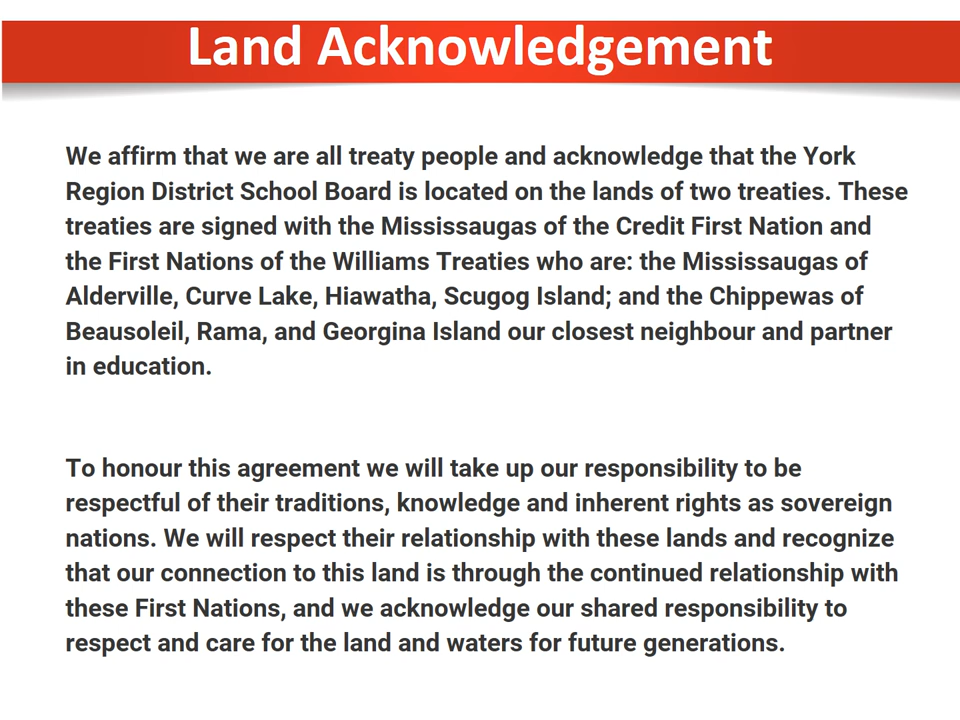 Land Acknowledgement
We affirm that we are all treaty people and acknowledge that the York
Region District School Board is located on the lands of two treaties. These
treaties are signed with the Mississaugas of the Credit First Nation and
the First Nations of the Williams Treaties who are: the Mississaugas of
Alderville, Curve Lake, Hiawatha, Scugog Island; and the Chippewas of
Beausoleil, Rama, and Georgina Island our closest neighbour and partner
in education.
To honour this agreement we will take up our responsibility to be
respectful of their traditions, knowledge and inherent rights as sovereign
nations. We will respect their relationship with these lands and recognize
that our connection to this land is through the continued relationship with
these First Nations, and we acknowledge our shared responsibility to
respect and care for the land and waters for future generations.